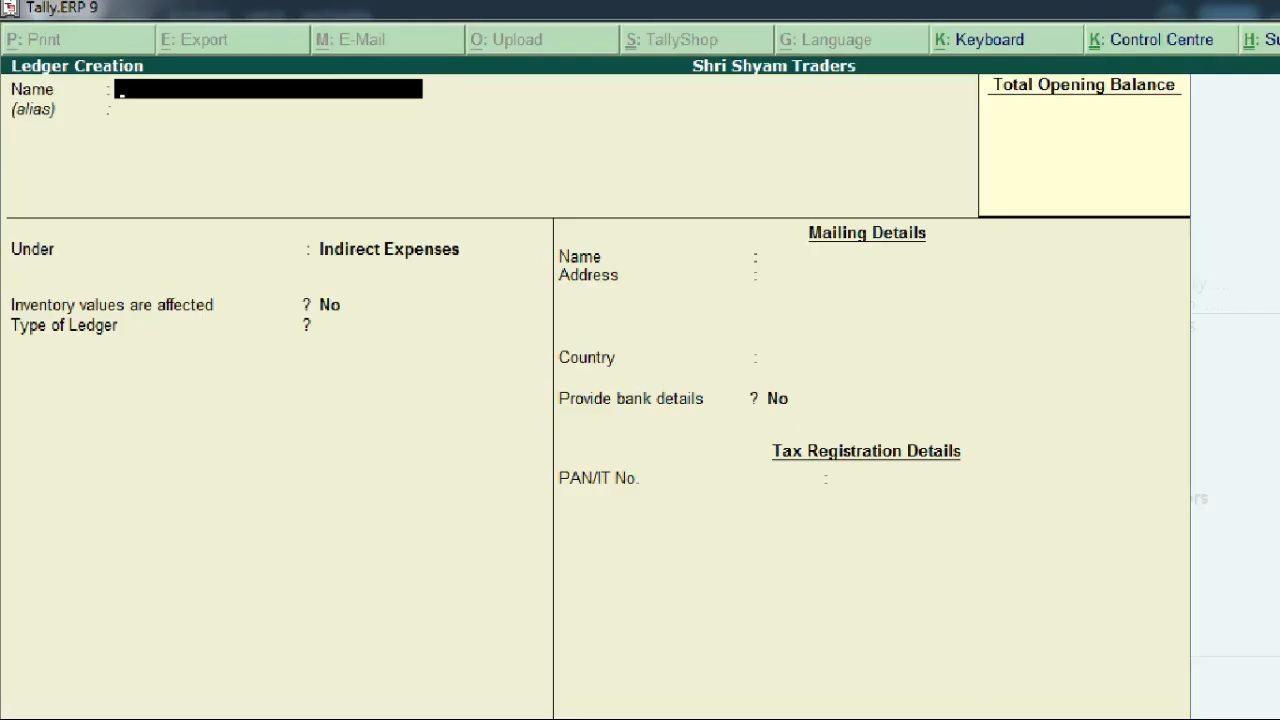 Tally.ERP 9
P: Print E: Export M: E-Mail O: Upload S: TallyShop G: Language K: Keyboard K: Control Centre H:
Ledger Creation Shri Shyam Traders
Name :
(alias) :
Total Opening Balance
Under : Indirect Expenses
Inventory values are affected ? No
Type of Ledger ?
Mailing Details
Name :
Address :
Country :
Provide bank details ? No
Tax Registration Details
PAN/IT No. :